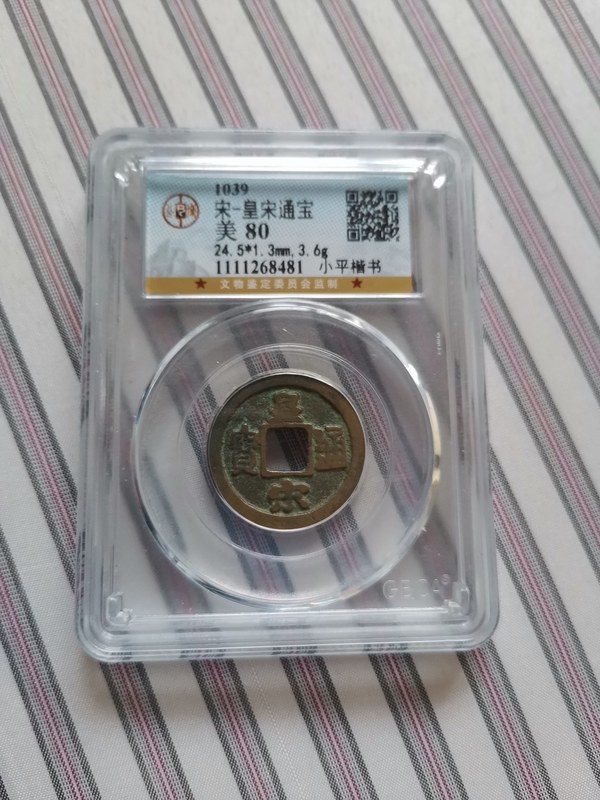 1039
宋-皇宋通宝
美 80
24.5*1.3mm,3.6g
1111268481 小平楷书
★ 文物鉴定委员会监制 ★
皇
寳 通
宋
GBCA